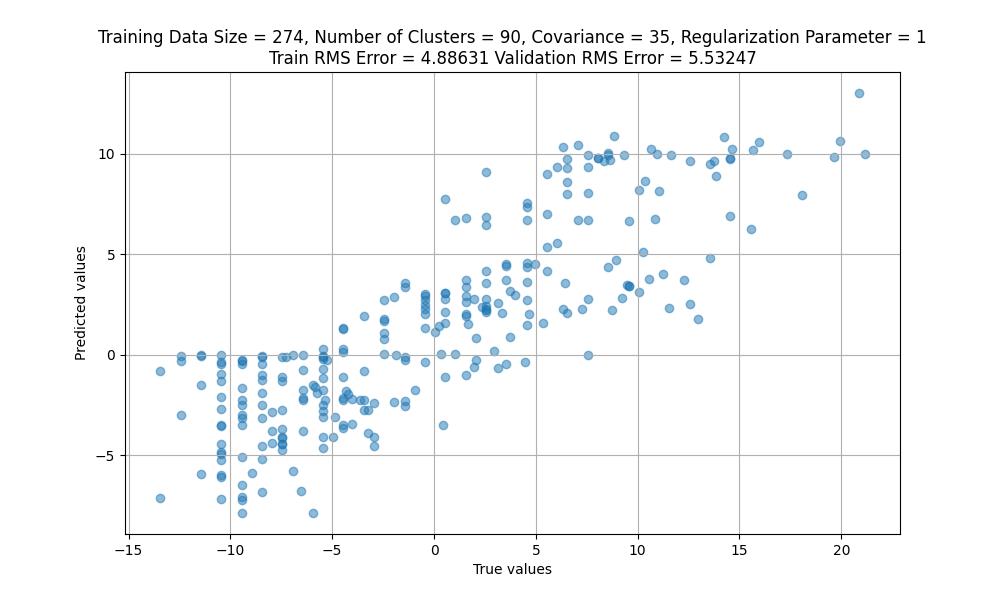 Training Data Size = 274, Number of Clusters = 90, Covariance = 35, Regularization Parameter = 1
Train RMS Error = 4.88631 Validation RMS Error = 5.53247
10
5
0
−5
Predicted values
−15 −10 −5 0 5 10 15 20
True values